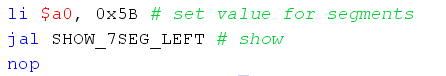 li $a0, 0x5B # set value for segments
jal SHOW_7SEG_LEFT # show
nop